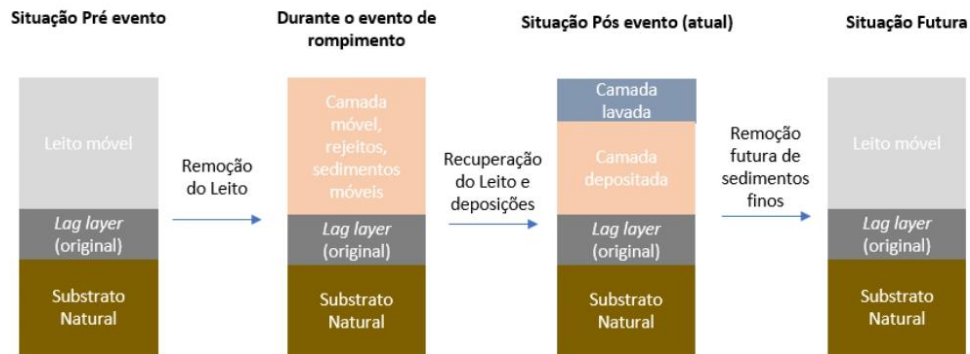 Situação Pré evento
Durante o evento de
rompimento
Situação Pós evento (atual)
Situação Futura
Leito móvel
Lag layer
(original)
Substrato
Natural
Remoção
do Leito
Camada
móvel,
rejeitos,
sedimentos
móveis
Lag layer
(original)
Substrato
Natural
Recuperação
do Leito e
deposições
Camada
lavada
Camada
depositada
Lag layer
(original)
Substrato
Natural
Remoção
futura de
sedimentos
finos
Leito móvel
Lag layer
(original)
Substrato
Natural